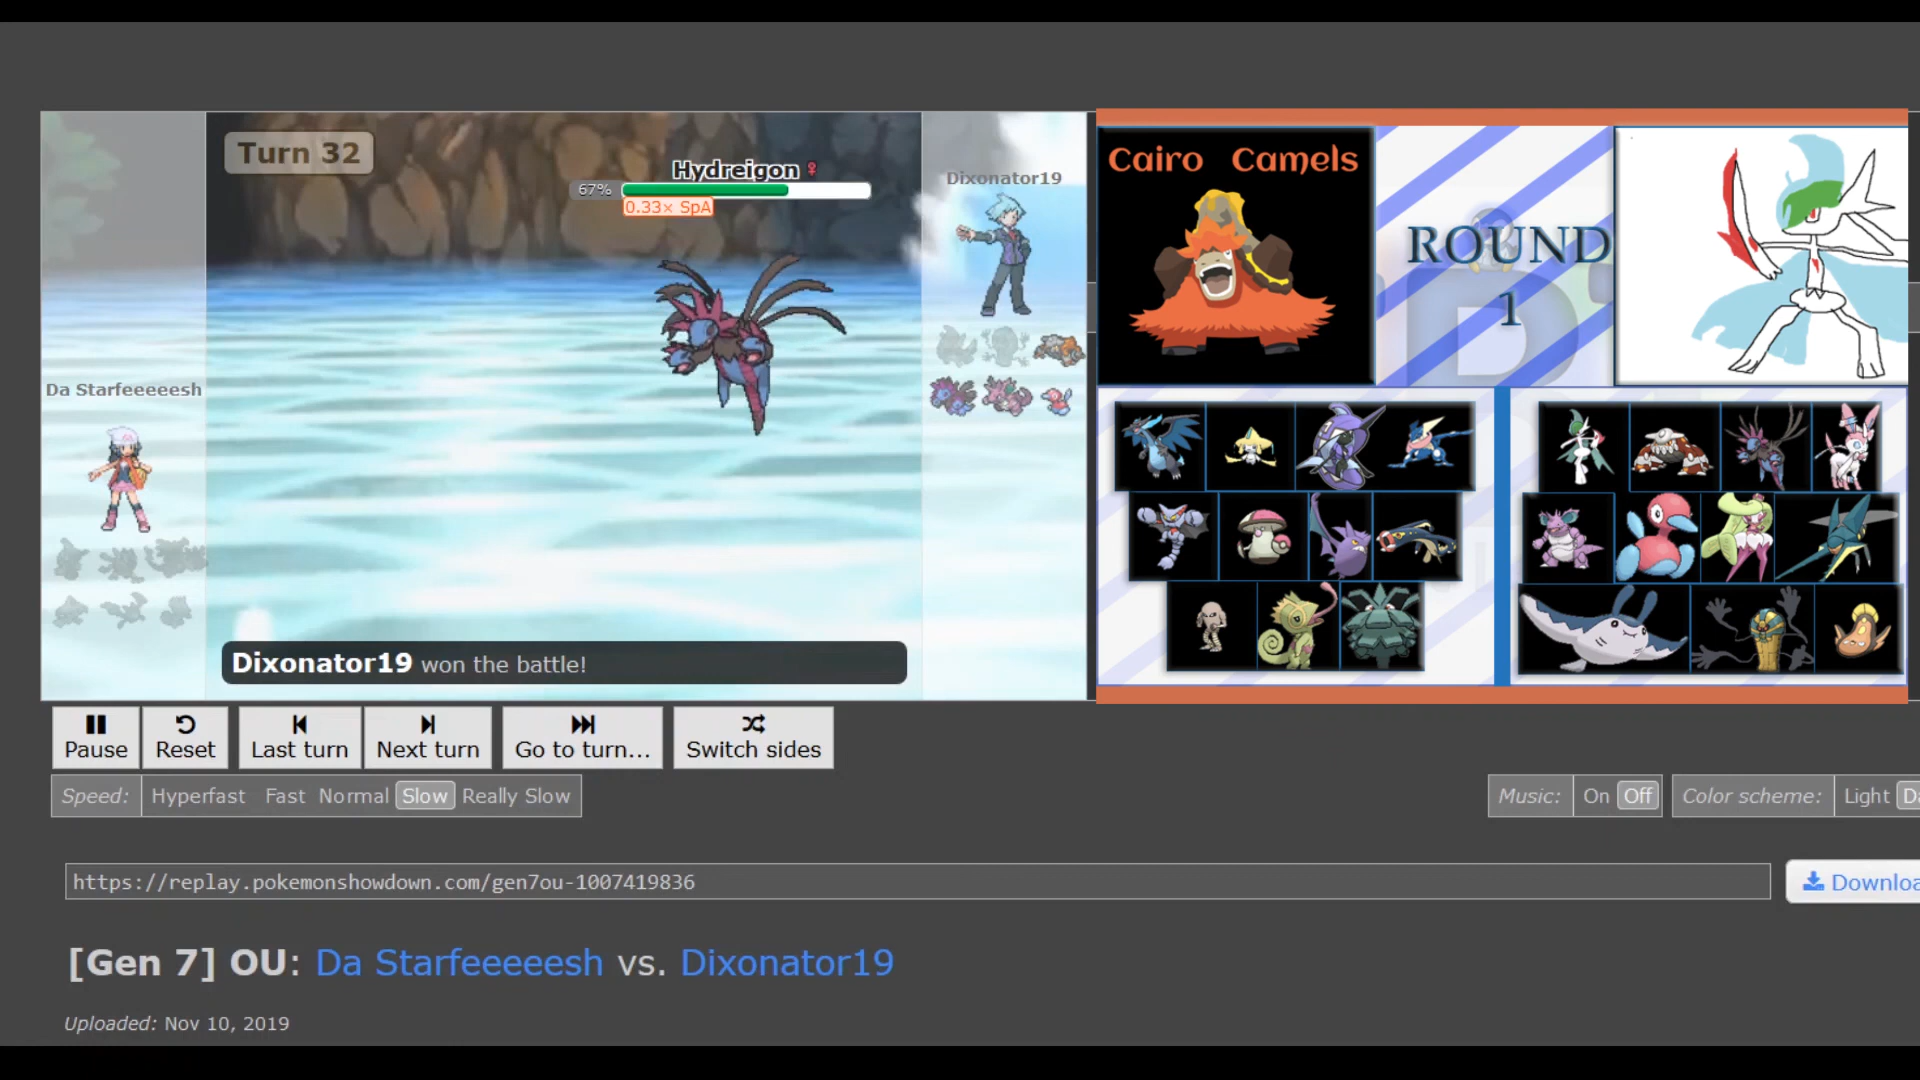 Turn 32
Hydreigon ♀
67%
0.33× SpA
Dixonator19
Da Starfeeeeesh
Dixonator19 won the battle!
Cairo Camels
ROUND
1
Pause
Reset
Last turn
Next turn
Go to turn...
Switch sides
Speed: Hyperfast Fast Normal Slow Really Slow
Music: On Off
Color scheme: Light Da
https://replay.pokemonshowdown.com/gen7ou-1007419836
Downloa
[Gen 7] OU: Da Starfeeeeesh vs. Dixonator19
Uploaded: Nov 10, 2019